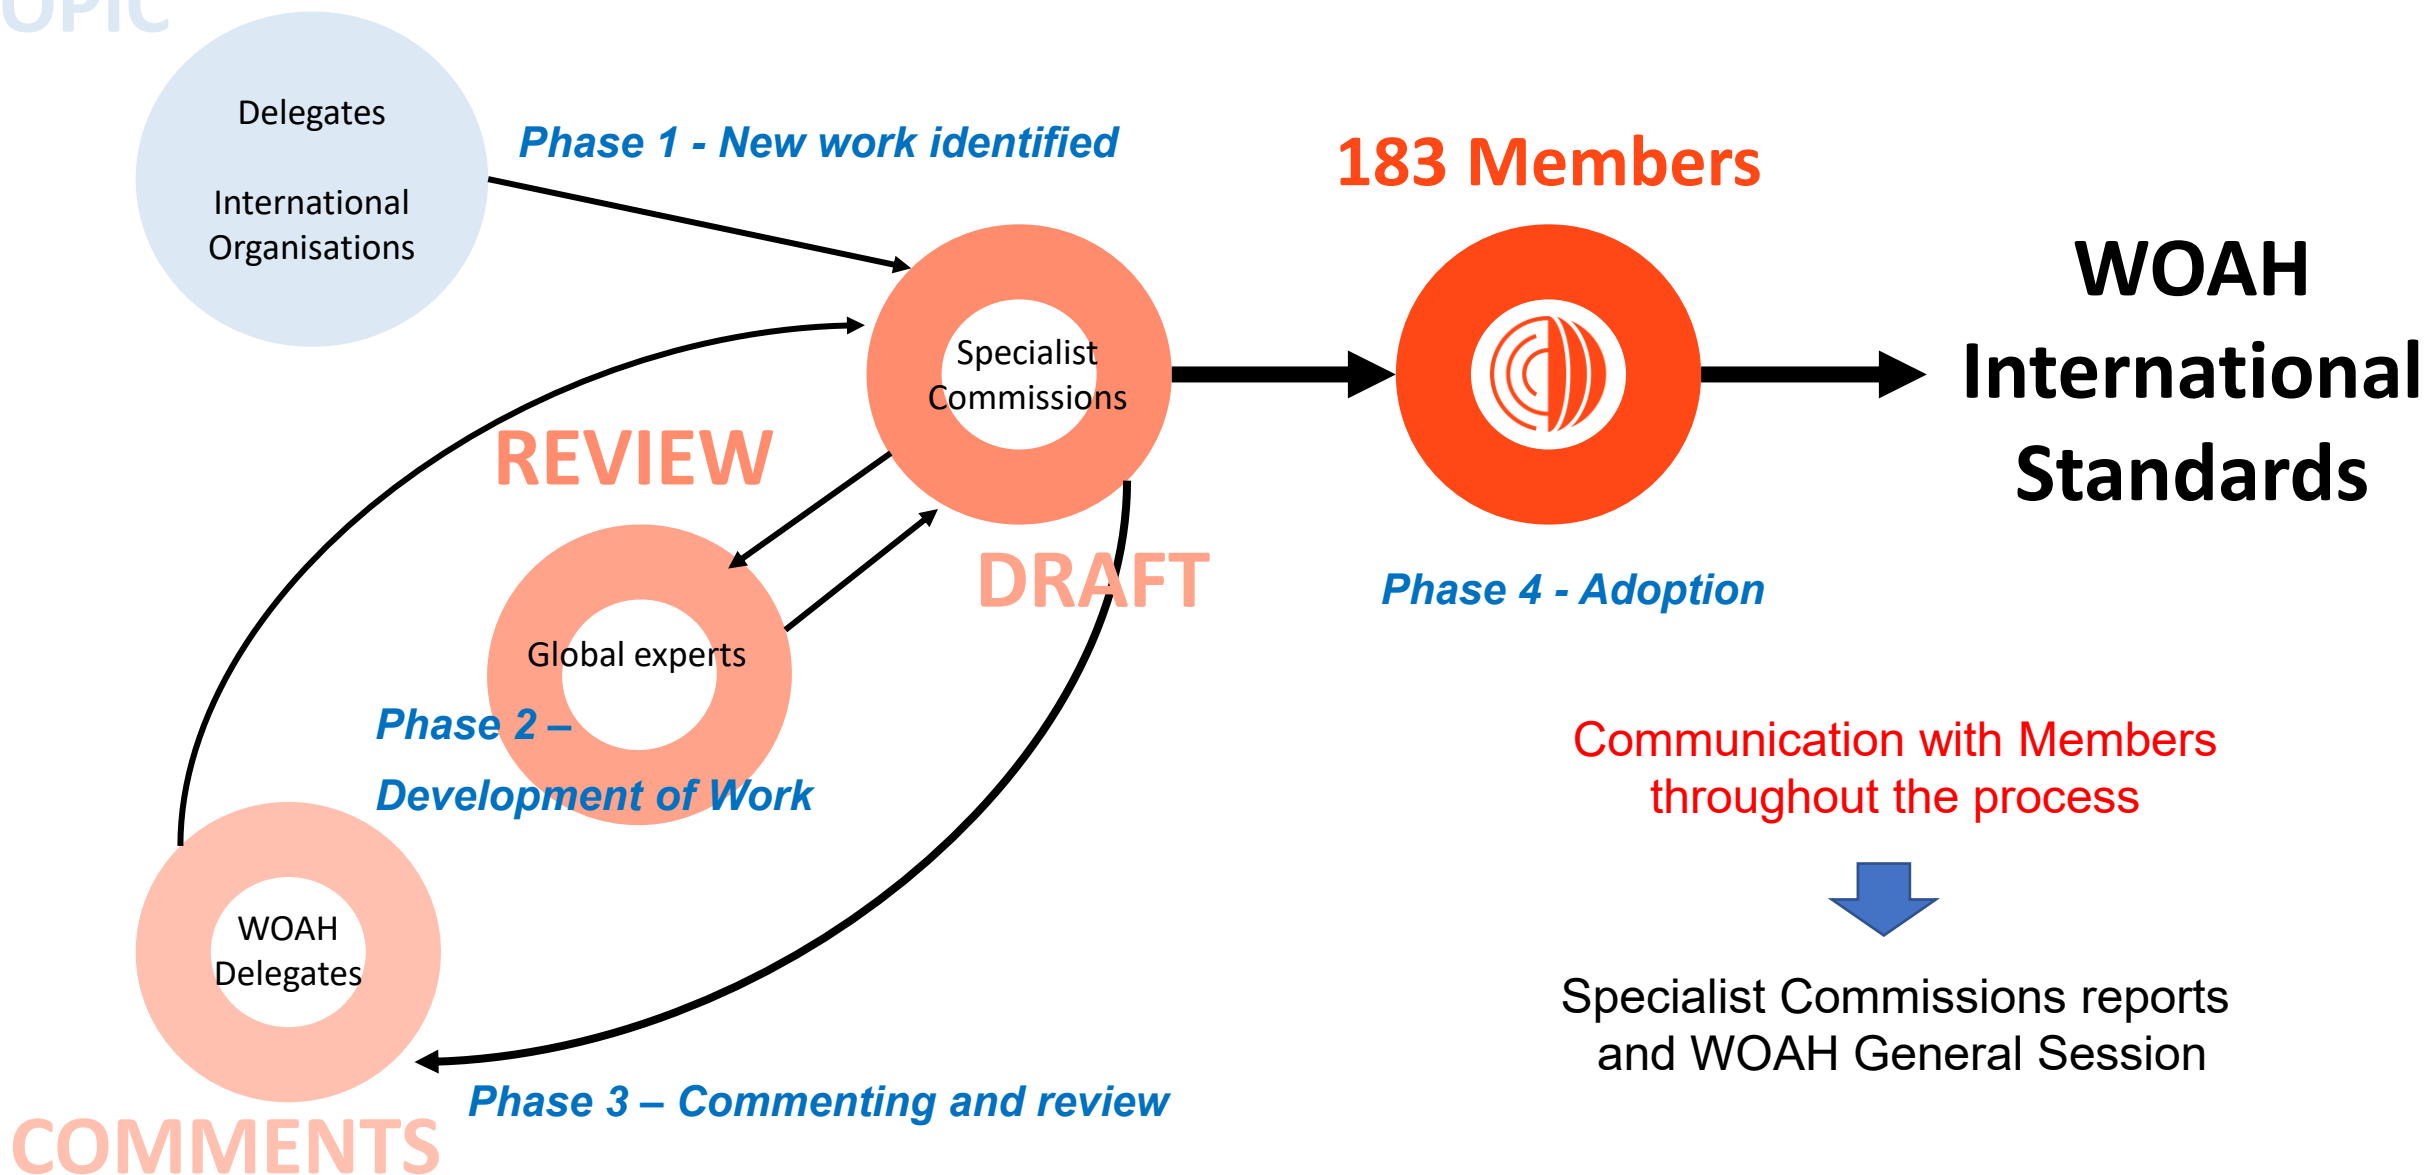 OPIC
Delegates
International
Organisations
Phase 1 - New work identified
183 Members
Specialist
Commissions
WOAH
International
Standards
REVIEW
DRAFT
Phase 4 - Adoption
Global experts
Phase 2 –
Development of Work
Communication with Members
throughout the process
WOAH
Delegates
Specialist Commissions reports
and WOAH General Session
Phase 3 – Commenting and review
COMMENTS